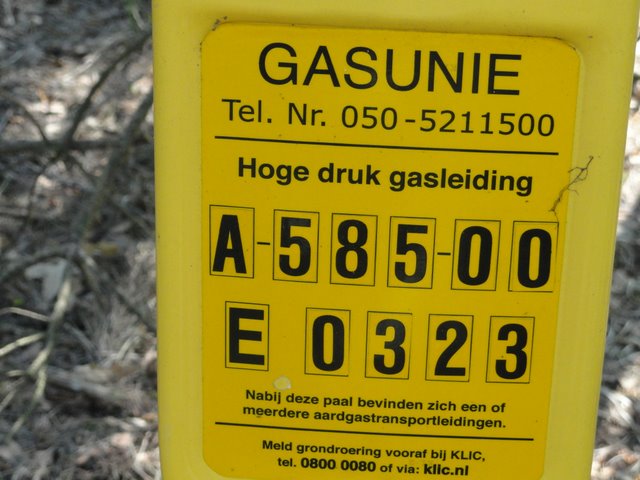 GASUNIE
Tel. Nr. 050-5211500
Hoge druk gasleiding
A-585-00
E 0323
Nabij deze paal bevinden zich een of
meerdere aardgastransportleidingen.
Meld grondroering vooraf bij KLIC,
tel. 0800 0080 of via: klic.nl